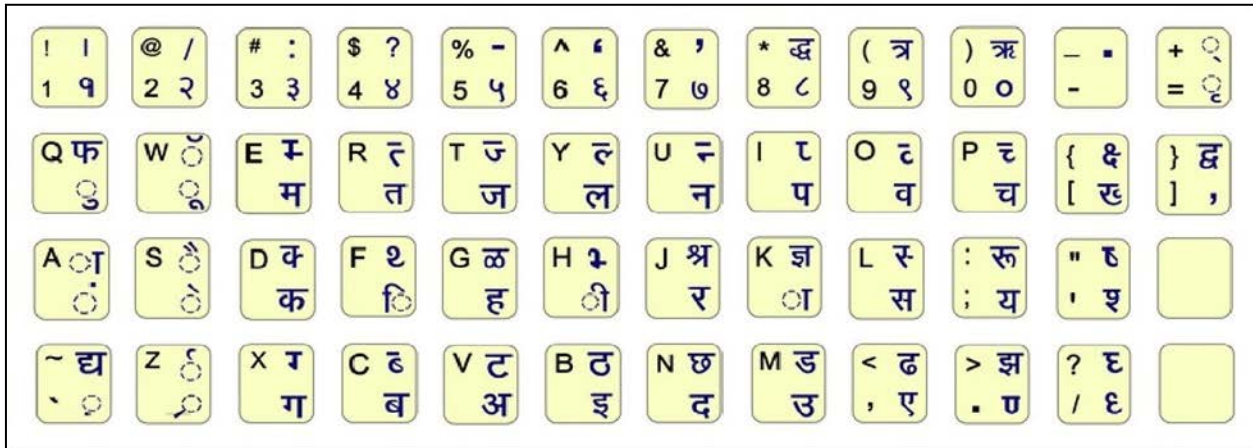 ! । @ / # : $ ? % - ^ ‘ & ’ * द्ध ( त्र ) ऋ _ . + ्
1 १ 2 २ 3 ३ 4 ४ 5 ५ 6 ६ 7 ७ 8 ८ 9 ९ 0 ० - = ृ
Q फ W ॅ E म् R त् T ज् Y ल् U न् I प् O व् P च् { क्ष् } द्व
ु ू म त ज ल न प व च [ ख् ] ,
A ां S ै D क् F थ् G ळ H भ् J श्र K ज्ञ L स् : रू " ष्
ं े क ि ह ी र ा स ; य ' श्
~ द्य Z र्‍ X ग् C ब् V ट B ठ N छ M ड < ढ > झ ? घ्
` ़ ्र ग ब अ इ द उ , ए . ण् / ध्